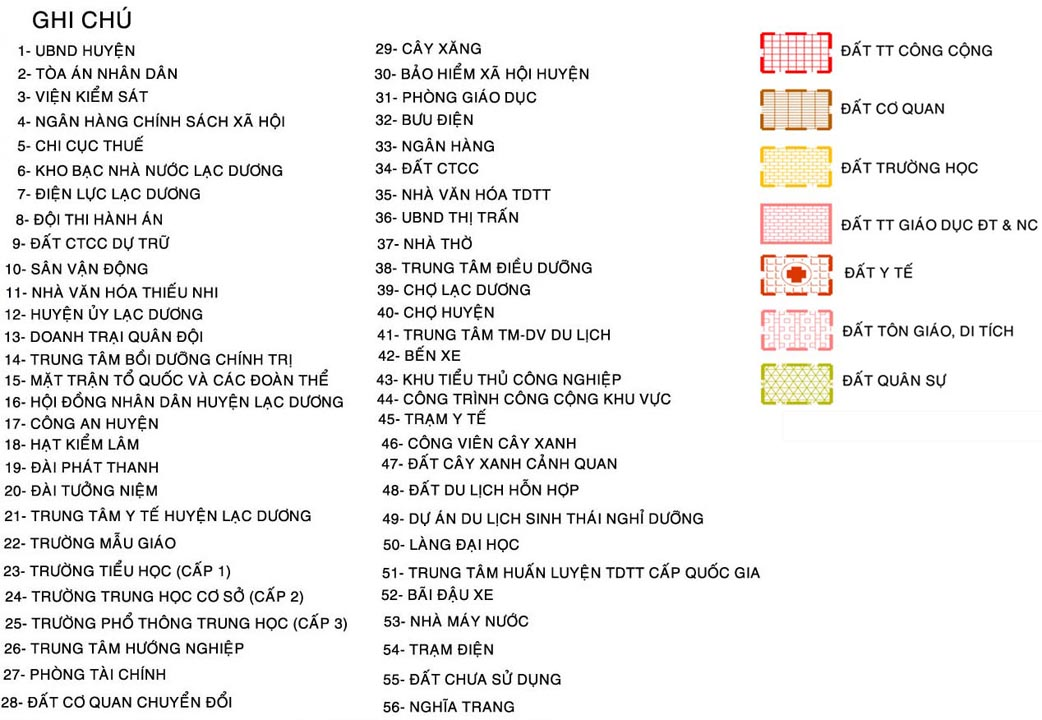 GHI CHÚ
1- UBND HUYỆN
2- TÒA ÁN NHÂN DÂN
3- VIỆN KIỂM SÁT
4- NGÂN HÀNG CHÍNH SÁCH XÃ HỘI
5- CHI CỤC THUẾ
6- KHO BẠC NHÀ NƯỚC LẠC DƯƠNG
7- ĐIỆN LỰC LẠC DƯƠNG
8- ĐỘI THI HÀNH ÁN
9- ĐẤT CTCC DỰ TRỮ
10- SÂN VẬN ĐỘNG
11- NHÀ VĂN HÓA THIẾU NHI
12- HUYỆN ỦY LẠC DƯƠNG
13- DOANH TRẠI QUÂN ĐỘI
14- TRUNG TÂM BỒI DƯỠNG CHÍNH TRỊ
15- MẶT TRẬN TỔ QUỐC VÀ CÁC ĐOÀN THỂ
16- HỘI ĐỒNG NHÂN DÂN HUYỆN LẠC DƯƠNG
17- CÔNG AN HUYỆN
18- HẠT KIỂM LÂM
19- ĐÀI PHÁT THANH
20- ĐÀI TƯỞNG NIỆM
21- TRUNG TÂM Y TẾ HUYỆN LẠC DƯƠNG
22- TRƯỜNG MẪU GIÁO
23- TRƯỜNG TIỂU HỌC (CẤP 1)
24- TRƯỜNG TRUNG HỌC CƠ SỞ (CẤP 2)
25- TRƯỜNG PHỔ THÔNG TRUNG HỌC (CẤP 3)
26- TRUNG TÂM HƯỚNG NGHIỆP
27- PHÒNG TÀI CHÍNH
28- ĐẤT CƠ QUAN CHUYỂN ĐỔI
29- CÂY XĂNG
30- BẢO HIỂM XÃ HỘI HUYỆN
31- PHÒNG GIÁO DỤC
32- BƯU ĐIỆN
33- NGÂN HÀNG
34- ĐẤT CTCC
35- NHÀ VĂN HÓA TDTT
36- UBND THỊ TRẤN
37- NHÀ THỜ
38- TRUNG TÂM ĐIỀU DƯỠNG
39- CHỢ LẠC DƯƠNG
40- CHỢ HUYỆN
41- TRUNG TÂM TM-DV DU LỊCH
42- BẾN XE
43- KHU TIỂU THỦ CÔNG NGHIỆP
44- CÔNG TRÌNH CÔNG CỘNG KHU VỰC
45- TRẠM Y TẾ
46- CÔNG VIÊN CÂY XANH
47- ĐẤT CÂY XANH CẢNH QUAN
48- ĐẤT DU LỊCH HỖN HỢP
49- DỰ ÁN DU LỊCH SINH THÁI NGHỈ DƯỠNG
50- LÀNG ĐẠI HỌC
51- TRUNG TÂM HUẤN LUYỆN TDTT CẤP QUỐC GIA
52- BÃI ĐẬU XE
53- NHÀ MÁY NƯỚC
54- TRẠM ĐIỆN
55- ĐẤT CHƯA SỬ DỤNG
56- NGHĨA TRANG
ĐẤT TT CÔNG CỘNG
ĐẤT CƠ QUAN
ĐẤT TRƯỜNG HỌC
ĐẤT TT GIÁO DỤC ĐT & NC
ĐẤT Y TẾ
ĐẤT TÔN GIÁO, DI TÍCH
ĐẤT QUÂN SỰ